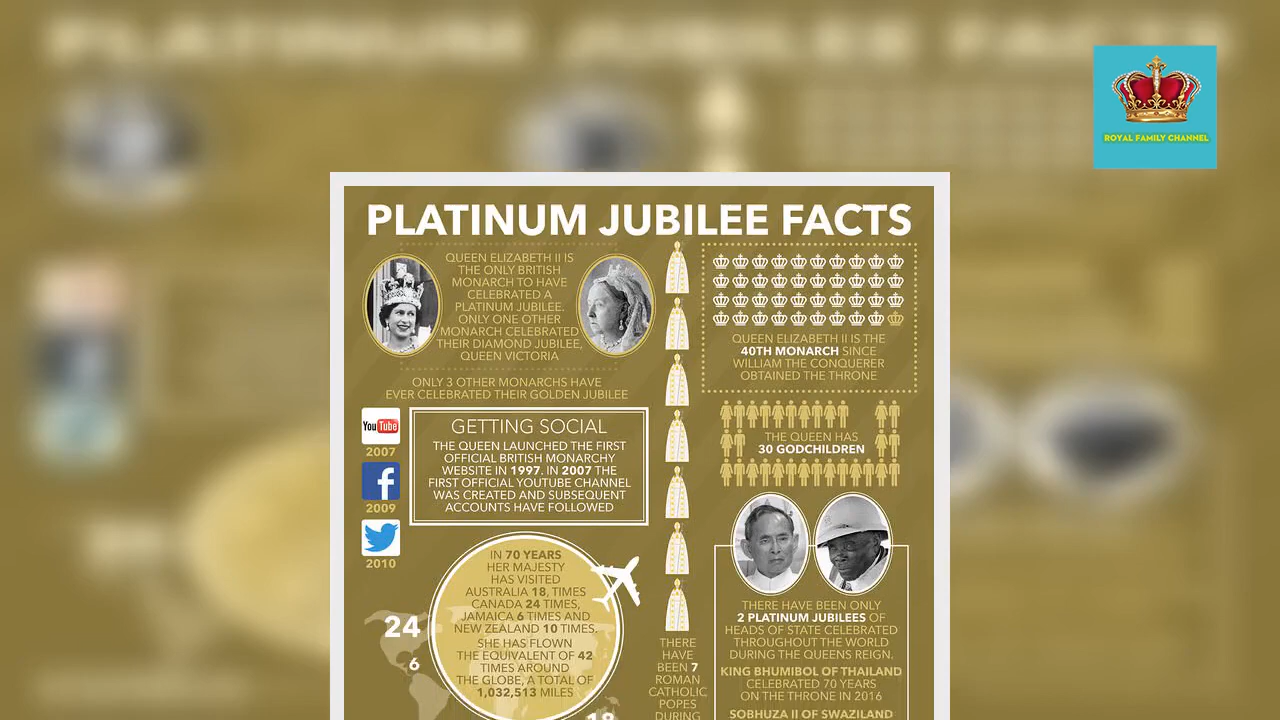 PLATINUM JUBILEE FACTS
ROYAL FAMILY CHANNEL
PLATINUM JUBILEE FACTS
QUEEN ELIZABETH II IS
THE ONLY BRITISH
MONARCH TO HAVE
CELEBRATED A
PLATINUM JUBILEE.
ONLY ONE OTHER
MONARCH CELEBRATED
THEIR DIAMOND JUBILEE,
QUEEN VICTORIA
ONLY 3 OTHER MONARCHS HAVE
EVER CELEBRATED THEIR GOLDEN JUBILEE
QUEEN ELIZABETH II IS THE
40TH MONARCH SINCE
WILLIAM THE CONQUERER
OBTAINED THE THRONE
You Tube
2007
2009
2010
GETTING SOCIAL
THE QUEEN LAUNCHED THE FIRST
OFFICIAL BRITISH MONARCHY
WEBSITE IN 1997. IN 2007 THE
FIRST OFFICIAL YOUTUBE CHANNEL
WAS CREATED AND SUBSEQUENT
ACCOUNTS HAVE FOLLOWED
THE QUEEN HAS
30 GODCHILDREN
IN 70 YEARS
HER MAJESTY
HAS VISITED
AUSTRALIA 18, TIMES
CANADA 24 TIMES,
JAMAICA 6 TIMES AND
NEW ZEALAND 10 TIMES.
SHE HAS FLOWN
THE EQUIVALENT OF 42
TIMES AROUND
THE GLOBE, A TOTAL OF
1,032,513 MILES
24
6
18
THERE
HAVE
BEEN 7
ROMAN
CATHOLIC
POPES
DURING
THERE HAVE BEEN ONLY
2 PLATINUM JUBILEES OF
HEADS OF STATE CELEBRATED
THROUGHOUT THE WORLD
DURING THE QUEENS REIGN.
KING BHUMIBOL OF THAILAND
CELEBRATED 70 YEARS
ON THE THRONE IN 2016
SOBHUZA II OF SWAZILAND